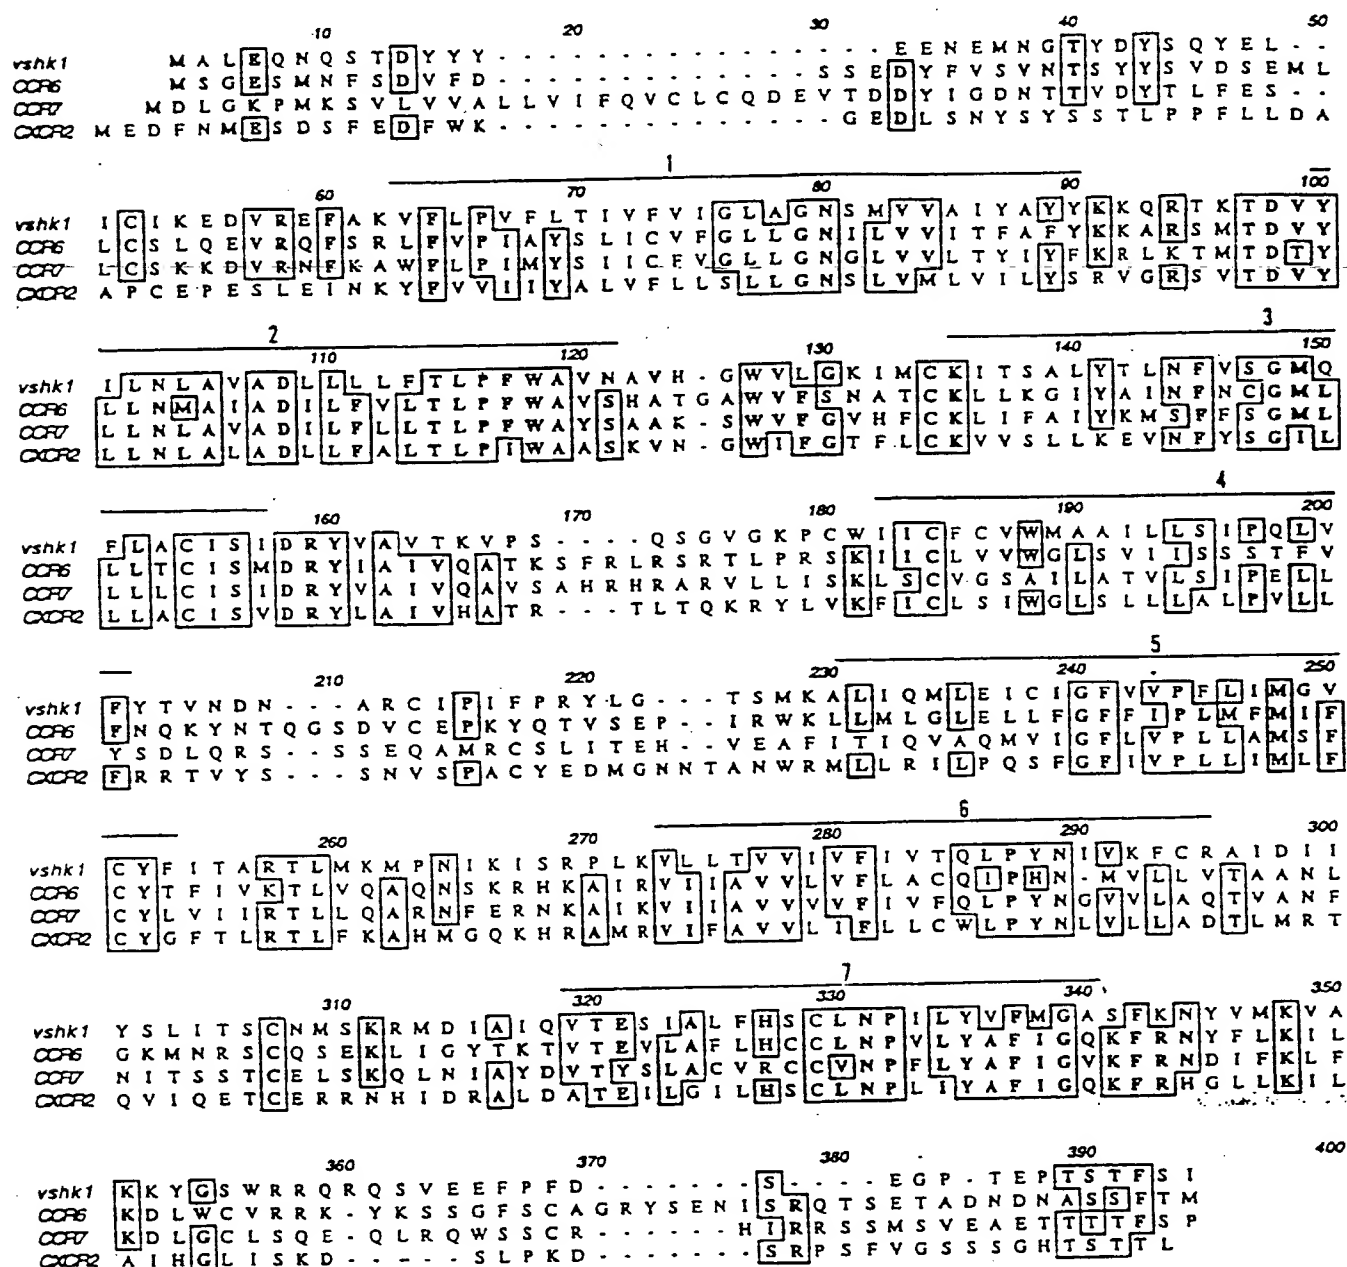 10 20 30 40 50
vshk1 M A L E Q N Q S T D Y Y Y - - - - - - - - - - - - - - - - E E N E M N G T Y D Y S Q Y E L - -
CCR6 M S G E S M N F S D V F D - - - - - - - - - - - - - S S E D Y F V S V N T S Y Y S V D S E M L
CCR7 M D L G K P M K S V L V V A L L V I F Q V C L C Q D E V T D D Y I G D N T T V D Y T L F E S - -
CXCR2 M E D F N M E S D S F E D F W K - - - - - - - - - - - - - - G E D L S N Y S Y S S T L P P F L L D A
1
60 70 80 90 100
vshk1 I C I K E D V R E F A K V F L P V F L T I V F V I G L A G N S M V V A I Y A Y Y K K Q R T K T D V Y
CCR6 L C S L Q E V R Q F S R L F V P I A Y S L I C V F G L L G N I L V V I T F A F Y K K A R S M T D V Y
CCR7 L C S K K D V R N F K A W F L P I M Y S I I C F V G L L G N G L V V L T Y I Y F K R L K T M T D T Y
CXCR2 A P C E P E S L E I N K Y F V V I I Y A L V F L L S L L G N S L V M L V I L Y S R V G R S V T D V Y
2 3
110 120 130 140 150
vshk1 I L N L A V A D L L L L F T L P F W A V N A V H - G W V L G K I M C K I T S A L Y T L N F V S G M Q
CCR6 L L N M A I A D I L F V L T L P F W A V S H A T G A W V F S N A T C K L L K G I Y A I N F N C G M L
CCR7 L L N L A V A D I L F L L T L P F W A Y S A A K - S W V F G V H F C K L I F A I Y K M S F F S G M L
CXCR2 L L N L A L A D L L F A L T L P I W A A S K V N - G W I F G T F L C K V V S L L K E V N F Y S G I L
4
160 170 180 190 200
vshk1 F L A C I S I D R Y V A V T K V P S - - - - Q S G V G K P C W I I C F C V W M A A I L L S I P Q L V
CCR6 L L T C I S M D R Y I A I V Q A T K S F R L R S R T L P R S K I I C L V V W G L S V I I S S S T F V
CCR7 L L L C I S I D R Y V A I V Q A V S A H R H R A R V L L I S K L S C V G S A I L A T V L S I P E L L
CXCR2 L L A C I S V D R Y L A I V H A T R - - - T L T Q K R Y L V K F I C L S I W G L S L L L A L P V L L
5
210 220 230 240 250
vshk1 F Y T V N D N - - - A R C I P I F P R Y L G - - - T S M K A L I Q M L E I C I G F V V P F L I M G V
CCR6 F N Q K Y N T Q G S D V C E P K Y Q T V S E P - - I R W K L L M L G L E L L F G F F I P L M F M I F
CCR7 Y S D L Q R S - - S S E Q A M R C S L I T E H - - V E A F I T I Q V A Q M V I G F L V P L L A M S F
CXCR2 F R R T V Y S - - - S N V S P A C Y E D M G N N T A N W R M L L R I L P Q S F G F I V P L L I M L F
6
260 270 280 290 300
vshk1 C Y F I T A R T L M K M P N I K I S R P L K V L L T V V I V F I V T Q L P Y N I V K F C R A I D I I
CCR6 C Y T F I V K T L V Q A Q N S K R H K A I R V I I A V V L V F L A C Q I P H N - M V L L V T A A N L
CCR7 C Y L V I I R T L L Q A R N F E R N K A I K V I I A V V V V F I V F Q L P Y N G V V L A Q T V A N F
CXCR2 C Y G F T L R T L F K A H M G Q K H R A M R V I F A V V L I F L L C W L P Y N L V L L A D T L M R T
7
310 320 330 340 350
vshk1 Y S L I T S C N M S K R M D I A I Q V T E S I A L F H S C L N P I L Y V F M G A S F K N Y V M K V A
CCR6 G K M N R S C Q S E K L I G Y T K T V T E V L A F L H C C L N P V L Y A F I G Q K F R N Y F L K I L
CCR7 N I T S S T C E L S K Q L N I A Y D V T Y S L A C V R C C V N P F L Y A F I G V K F R N D I F K L F
CXCR2 Q V I Q E T C E R R N H I D R A L D A T E I L G I L H S C L N P L I Y A F I G Q K F R H G L L K I L
360 370 380 390 400
vshk1 K K Y G S W R R Q R Q S V E E F P F D - - - - - - - S - - - - E G P - T E P T S T F S I
CCR6 K D L W C V R R K - Y K S S G F S C A G R Y S E N I S R Q T S E T A D N D N A S S F T M
CCR7 K D L G C L S Q E - Q L R Q W S S C R - - - - - - H I R R S S M S V E A E T T T T F S P
CXCR2 A I H G L I S K D - - - - - S L P K D - - - - - - - S R P S F V G S S S G H T S T T L